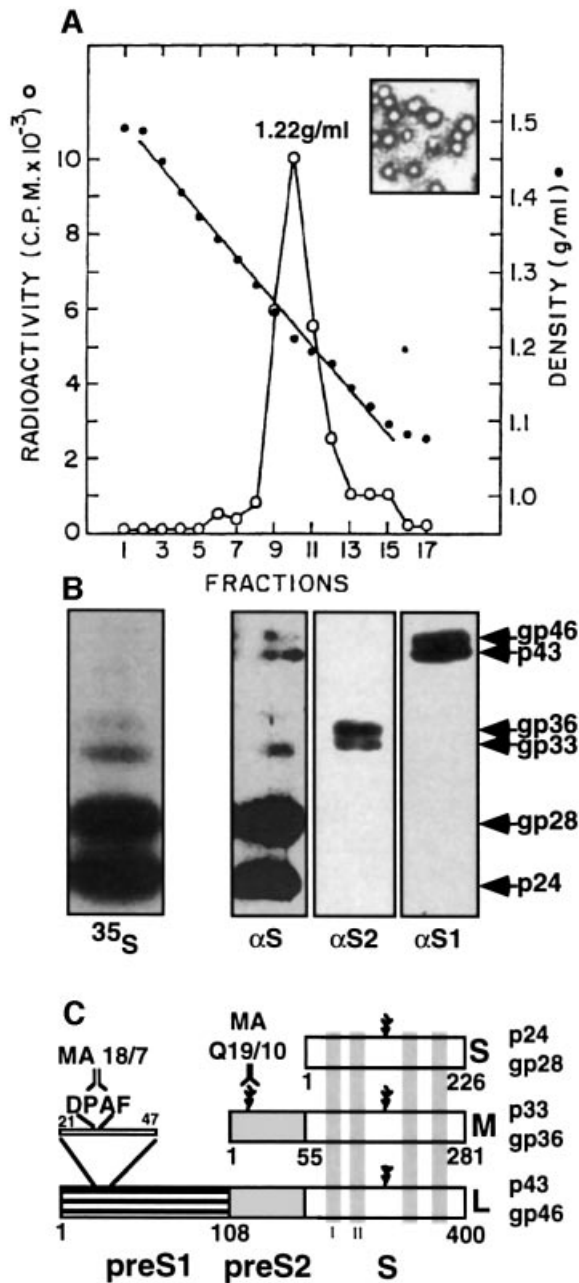 A
RADIOACTIVITY (C.P.M. x 10⁻³) O
10
8
6
4
2
0
1.22g/ml
1.5
1.4
1.3
1.2
1.1
1.0
DENSITY (g/ml) ●
1 3 5 7 9 11 13 15 17
FRACTIONS
B
gp46
p43
gp36
gp33
gp28
p24
³⁵S αS αS2 αS1
C
MA 18/7
DPAF
21 47
MA
Q19/10
S
p24
gp28
1 226
M
p33
gp36
1 55 281
L
p43
gp46
1 108 I II 400
preS1 preS2 S